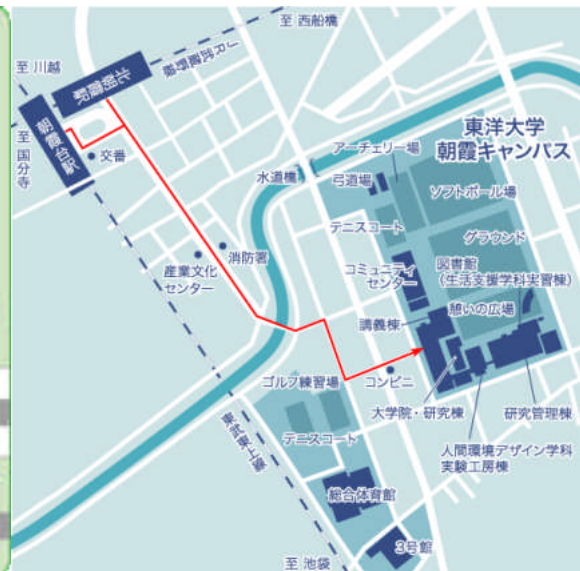 至 西船橋
JR武蔵野線
至 川越
北朝霞駅
朝霞台駅
至 国分寺
交番
東洋大学
朝霞キャンパス
アーチェリー場
水道橋
弓道場
ソフトボール場
テニスコート
グラウンド
消防署
産業文化
センター
コミュニティ
センター
図書館
(生活支援学科実習棟)
憩いの広場
講義棟
ゴルフ練習場
コンビニ
大学院・研究棟
研究管理棟
東武東上線
テニスコート
人間環境デザイン学科
実験工房棟
総合体育館
3号館
至 池袋